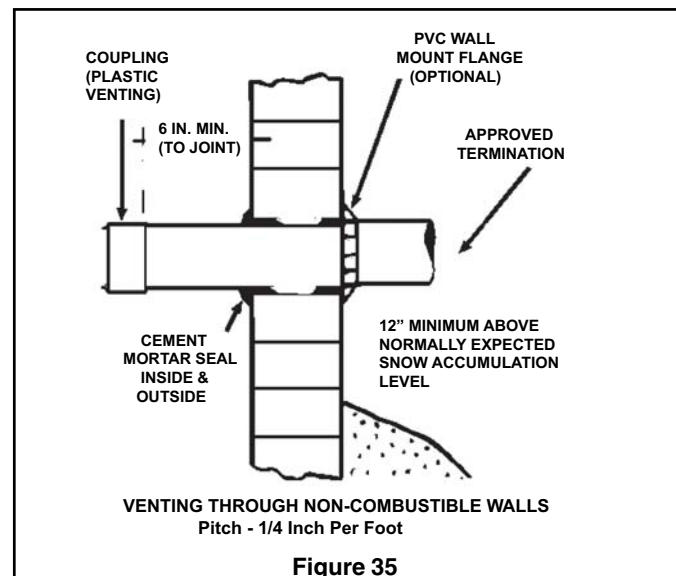 COUPLING
(PLASTIC
VENTING)
6 IN. MIN.
(TO JOINT)
PVC WALL
MOUNT FLANGE
(OPTIONAL)
APPROVED
TERMINATION
CEMENT
MORTAR SEAL
INSIDE &
OUTSIDE
12” MINIMUM ABOVE
NORMALLY EXPECTED
SNOW ACCUMULATION
LEVEL
VENTING THROUGH NON-COMBUSTIBLE WALLS
Pitch - 1/4 Inch Per Foot
Figure 35